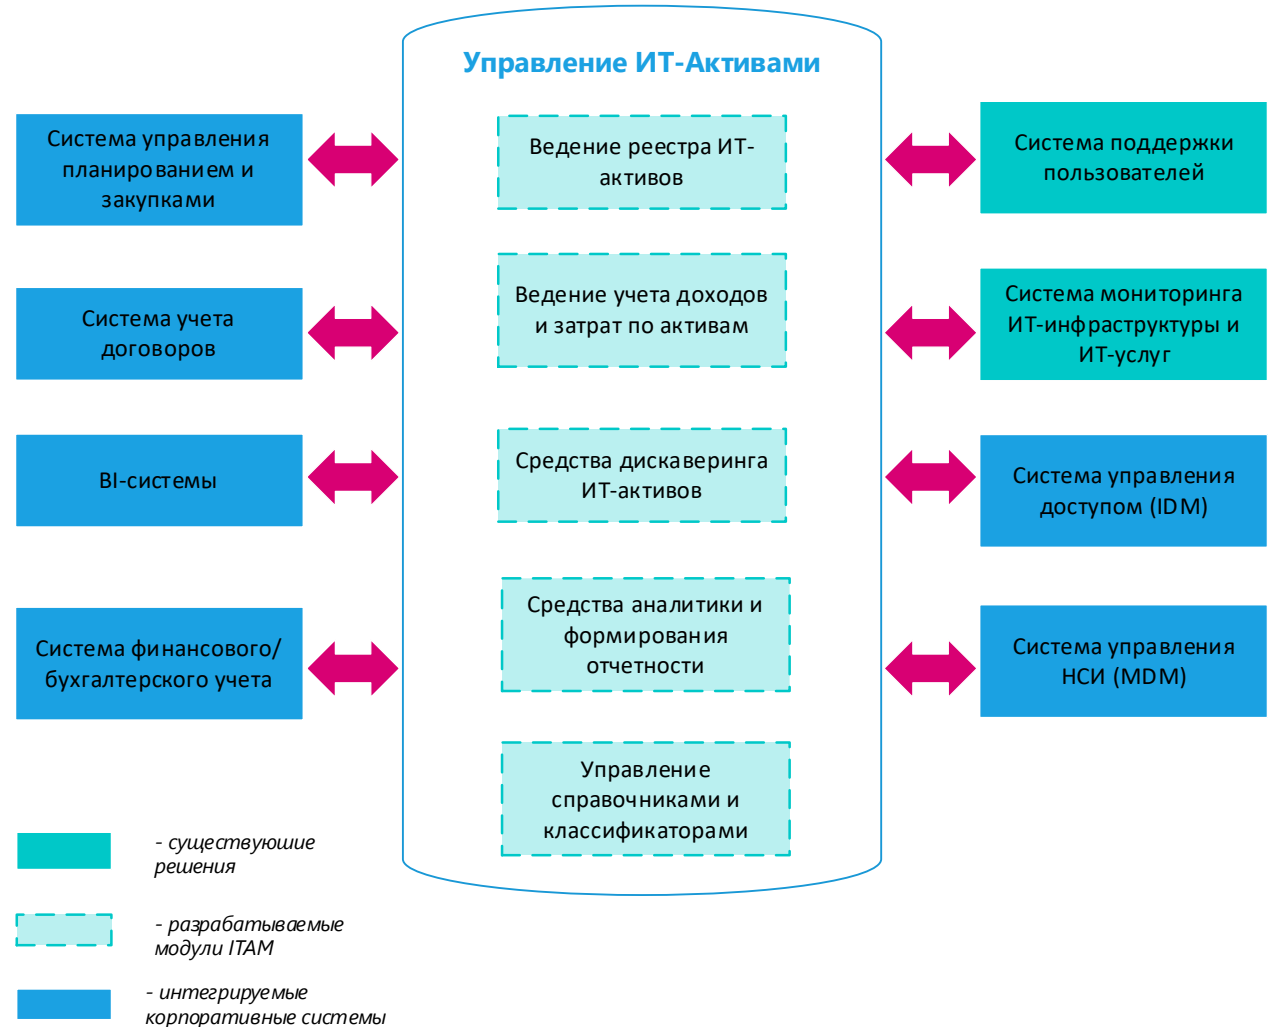 Управление ИТ-Активами
Система управления
планированием и
закупками
Ведение реестра ИТ-
активов
Система поддержки
пользователей
Система учета
договоров
Ведение учета доходов
и затрат по активам
Система мониторинга
ИТ-инфраструктуры и
ИТ-услуг
BI-системы
Средства дискаверинга
ИТ-активов
Система управления
доступом (IDM)
Система финансового/
бухгалтерского учета
Средства аналитики и
формирования
отчетности
Система управления
НСИ (MDM)
Управление
справочниками и
классификаторами
- существуюшие
решения
- разрабатываемые
модули ITAM
- интегрируемые
корпоративные системы